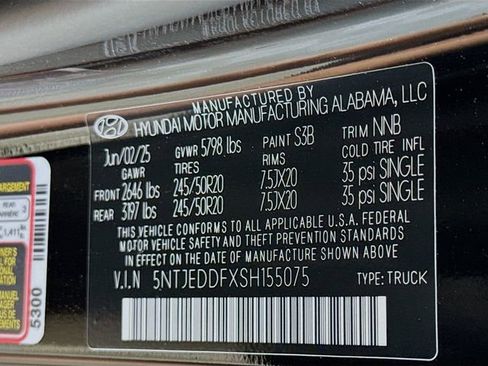 MANUFACTURED BY
HYUNDAI MOTOR MANUFACTURING ALABAMA, LLC
Jun/02/25 GVWR 5798 lbs PAINT S3B TRIM NNB
GAWR TIRES RIMS COLD TIRE INFL
FRONT 2646 lbs 245/50R20 7.5JX20 35 psi SINGLE
REAR 3197 lbs 245/50R20 7.5JX20 35 psi SINGLE
THIS VEHICLE CONFORMS TO ALL APPLICABLE U.S.A. FEDERAL
MOTOR VEHICLE SAFETY AND THEFT PREVENTION STANDARDS
IN EFFECT ON THE DATE OF MANUFACTURE SHOWN ABOVE.
V.I.N 5NTJEDDFXSH155075 TYPE: TRUCK
ARGEMENT
REAR
ARRIÈRE
5300